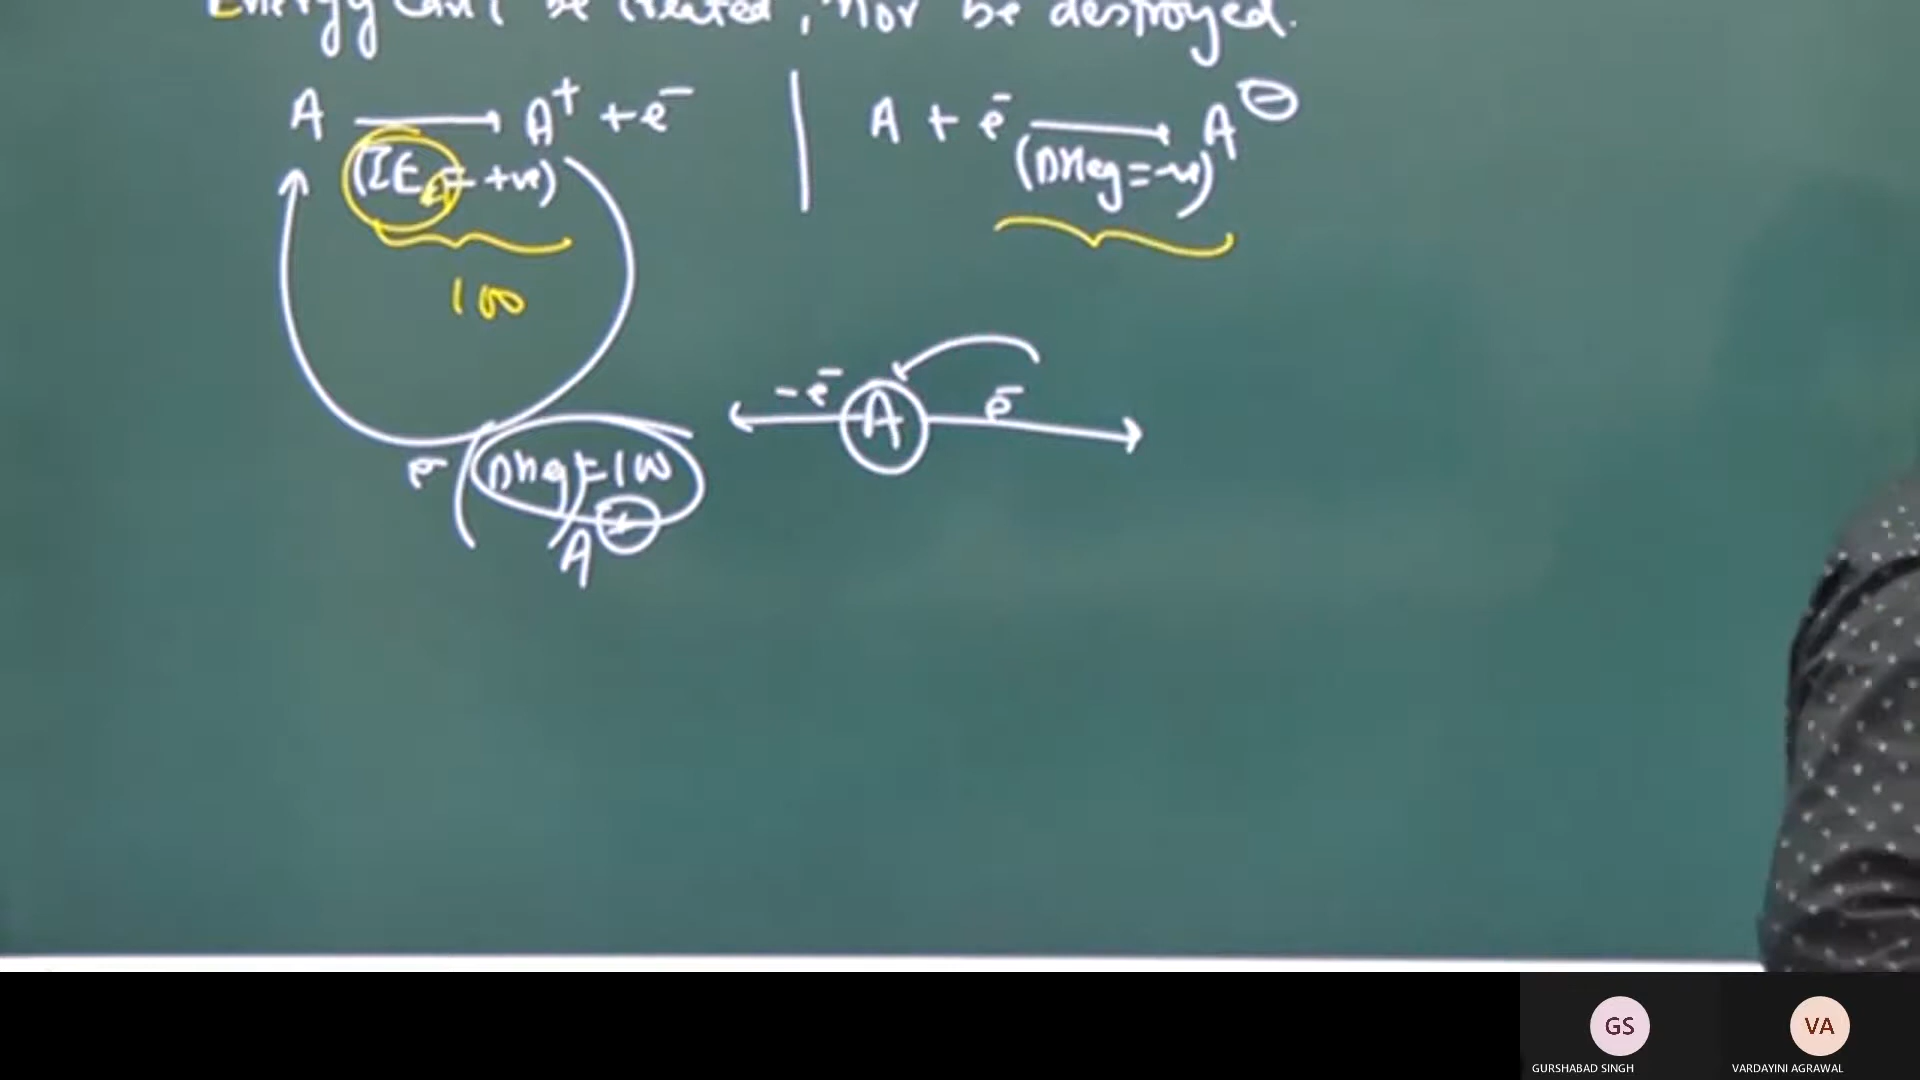 Energy can't be created, nor be destroyed.
A → A⁺ + e⁻ | A + e⁻ → A⊖
(IE₁ = +ve) (ΔHeg = -ve)
100
-e⁻ A e⁻
e⁻ ΔHeg = 100
A
GS VA
GURSHABAD SINGH VARDAYINI AGRAWAL